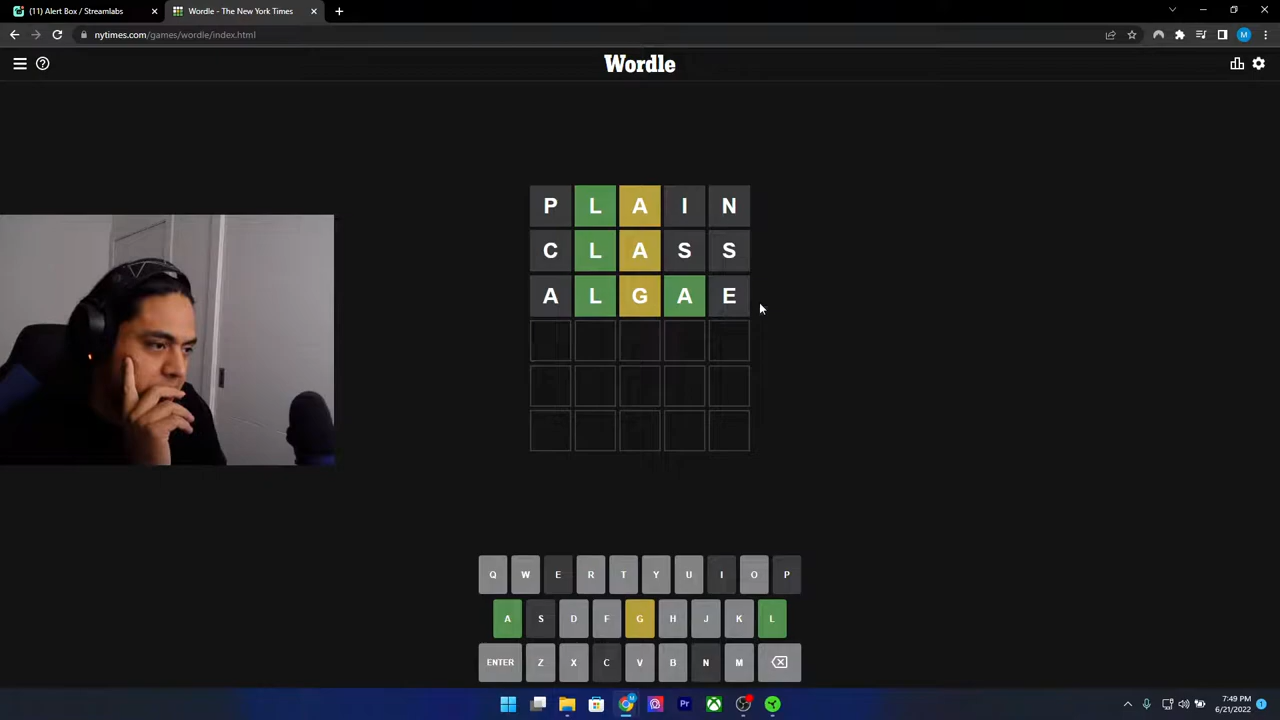 (11) Alert Box / Streamlabs
Wordle - The New York Times
nytimes.com/games/wordle/index.html
M
Wordle
P L A I N
C L A S S
A L G A E
Q W E R T Y U I O P
A S D F G H J K L
ENTER Z X C V B N M
Pr
7:49 PM
6/21/2022